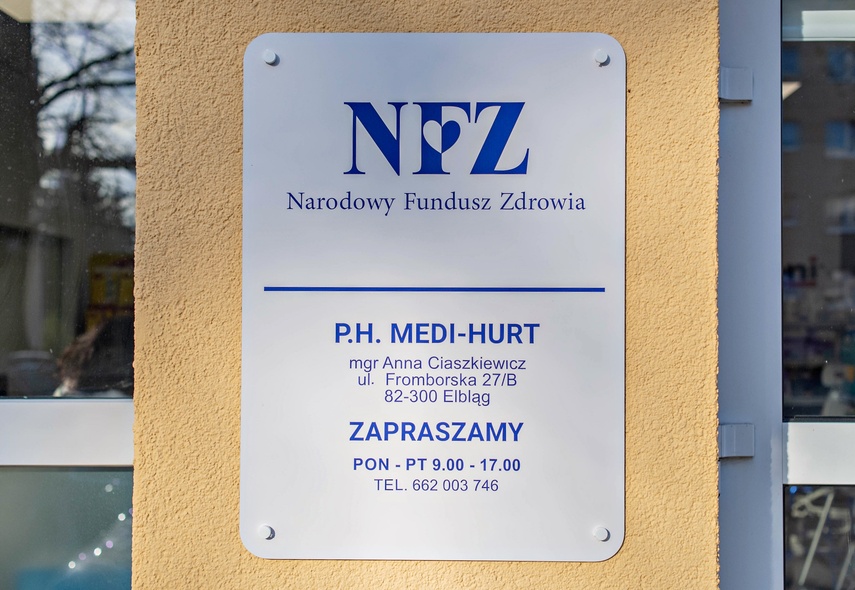 NFZ
Narodowy Fundusz Zdrowia
P.H. MEDI-HURT
mgr Anna Ciaszkiewicz
ul. Fromborska 27/B
82-300 Elbląg
ZAPRASZAMY
PON - PT 9.00 - 17.00
TEL. 662 003 746